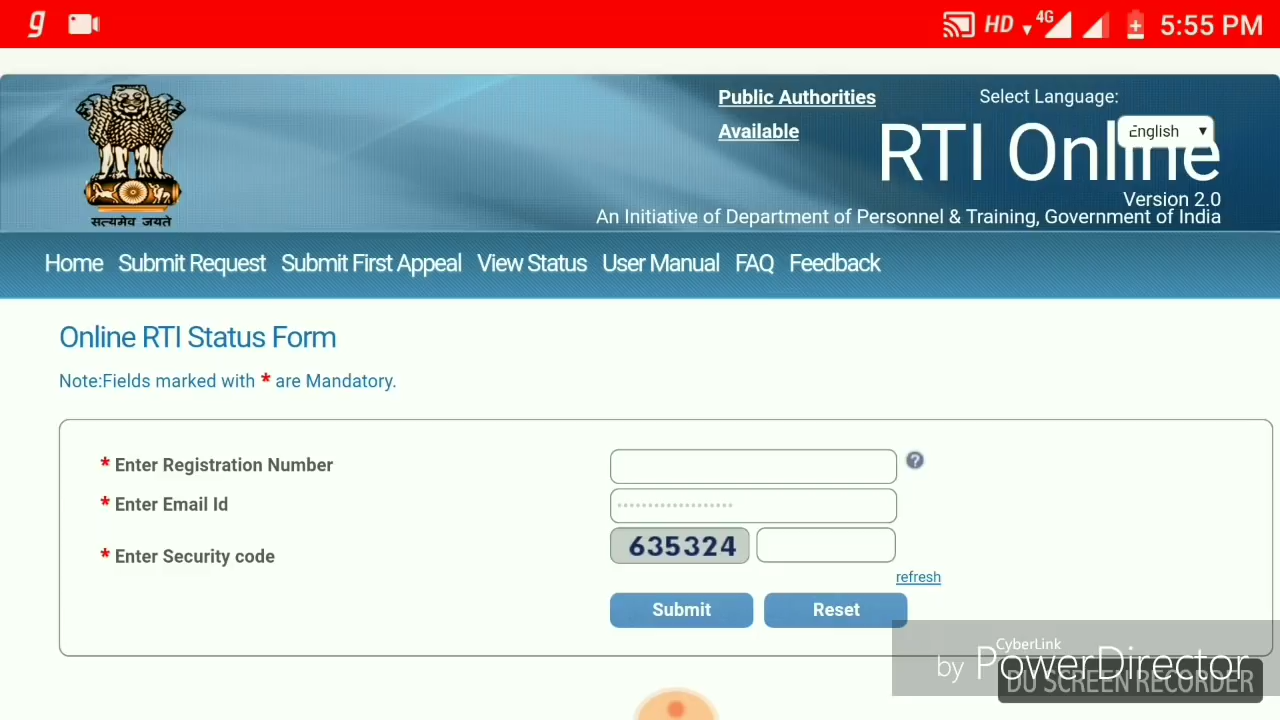 g HD 4G 5:55 PM
Public Authorities
Available
Select Language:
English
RTI Online
Version 2.0
An Initiative of Department of Personnel & Training, Government of India
सत्यमेव जयते
Home Submit Request Submit First Appeal View Status User Manual FAQ Feedback
Online RTI Status Form
Note:Fields marked with * are Mandatory.
* Enter Registration Number ?
* Enter Email Id
* Enter Security code 635324
refresh
Submit Reset
CyberLink
by PowerDirector
DU SCREEN RECORDER